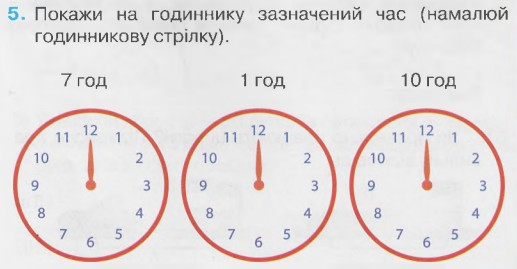 5. Покажи на годиннику зазначений час (намалюй
годинникову стрілку).
7 год 1 год 10 год
12 1 2 3 4 5 6 7 8 9 10 11
12 1 2 3 4 5 6 7 8 9 10 11
12 1 2 3 4 5 6 7 8 9 10 11